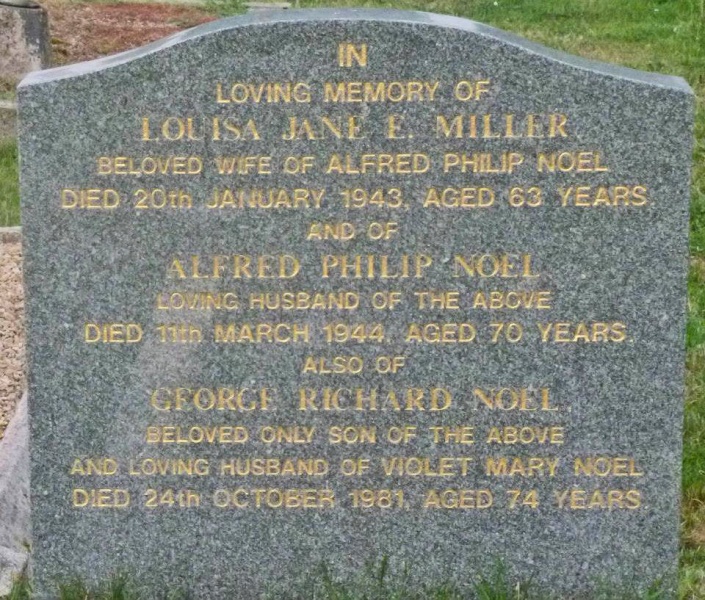 IN
LOVING MEMORY OF
LOUISA JANE E. MILLER
BELOVED WIFE OF ALFRED PHILIP NOEL
DIED 20th JANUARY 1943. AGED 63 YEARS
AND OF
ALFRED PHILIP NOEL
LOVING HUSBAND OF THE ABOVE
DIED 11th MARCH 1944. AGED 70 YEARS.
ALSO OF
GEORGE RICHARD NOEL.
BELOVED ONLY SON OF THE ABOVE
AND LOVING HUSBAND OF VIOLET MARY NOEL
DIED 24th OCTOBER 1981. AGED 74 YEARS.